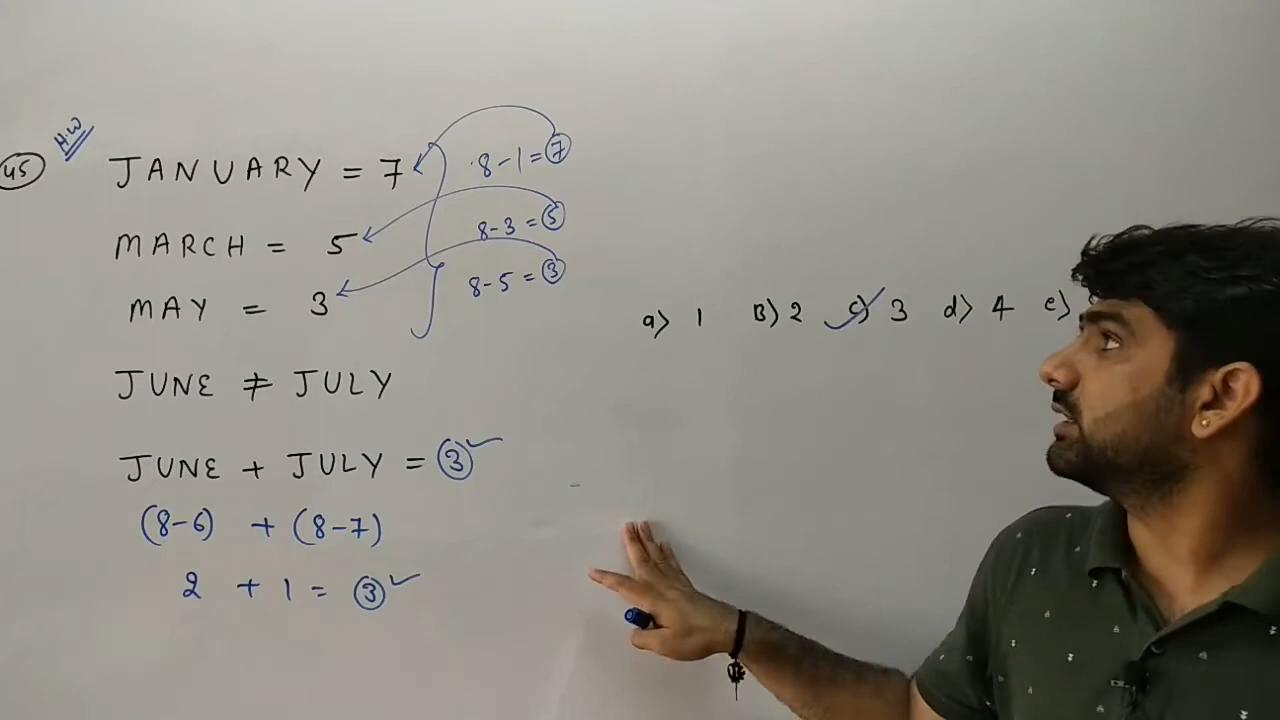 45 H.W
JANUARY = 7 8-1=7
MARCH = 5 8-3=5
MAY = 3 8-5=3
a) 1 B) 2 c) 3 d) 4 e)
JUNE ≠ JULY
JUNE + JULY = 3
(8-6) + (8-7)
2 + 1 = 3